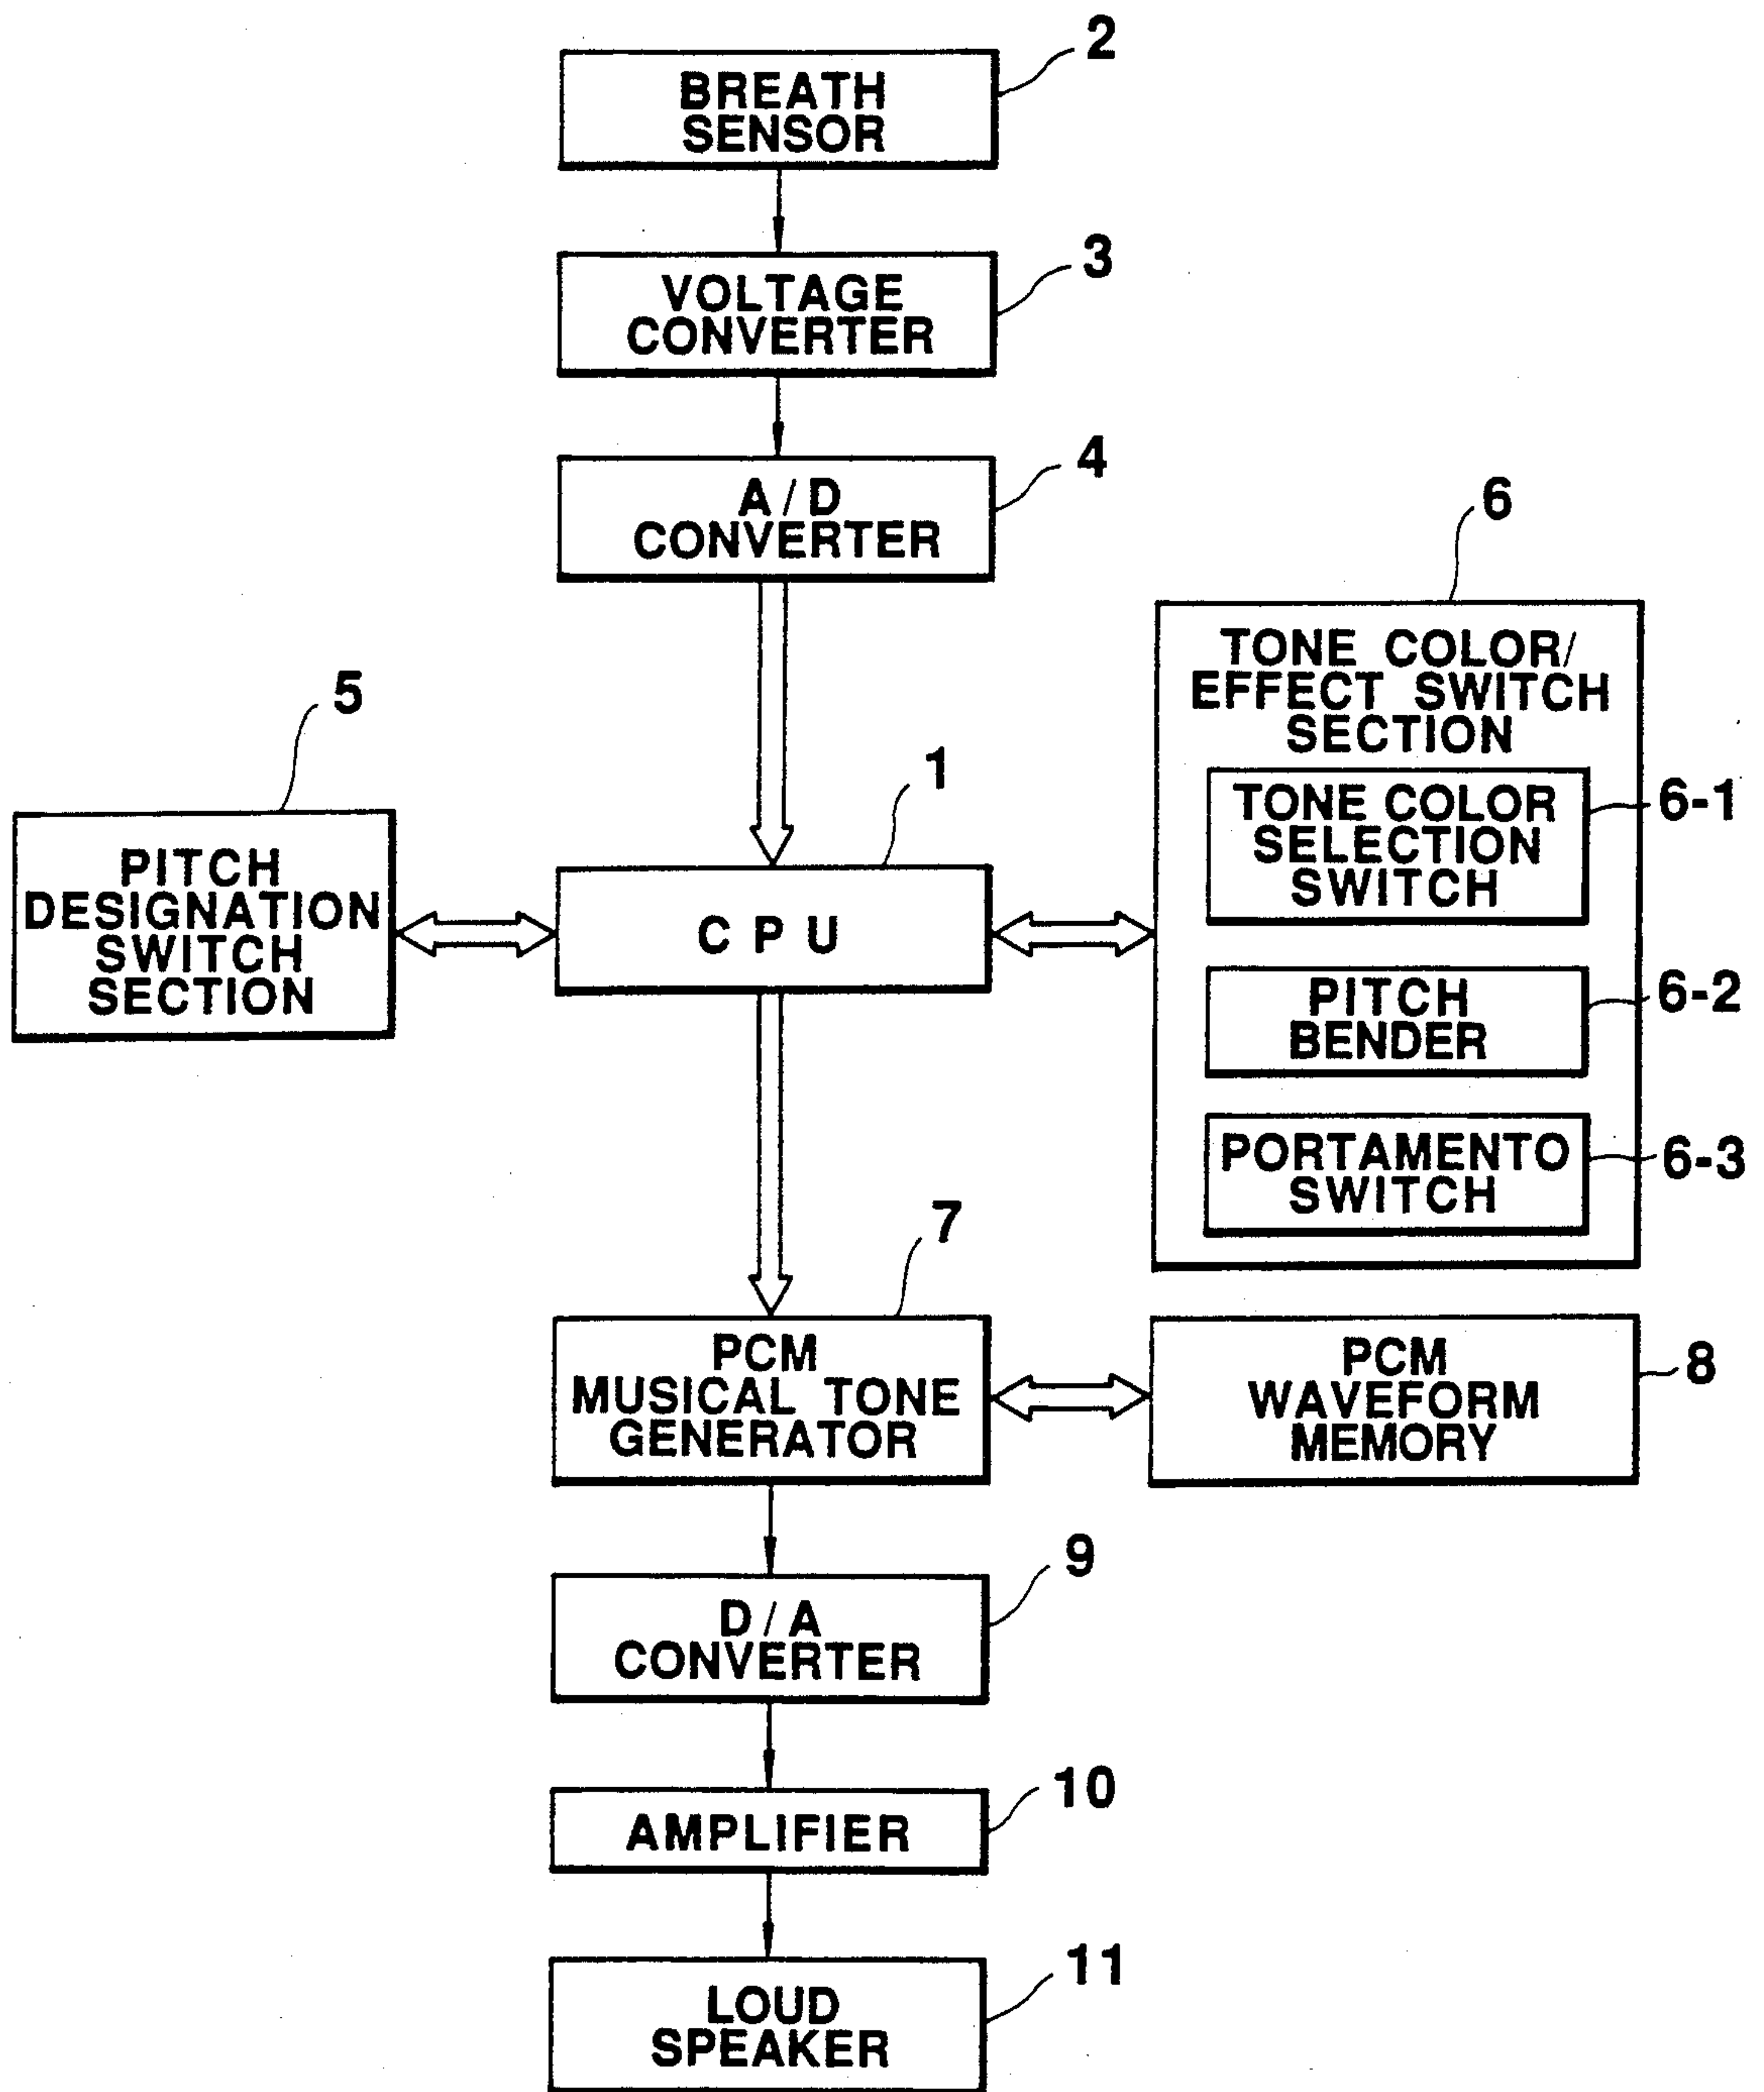 2
BREATH
SENSOR
3
VOLTAGE
CONVERTER
4
A/D
CONVERTER
6
TONE COLOR/
EFFECT SWITCH
SECTION
5
1
6-1
TONE COLOR
SELECTION
SWITCH
PITCH
DESIGNATION
SWITCH
SECTION
CPU
6-2
PITCH
BENDER
6-3
PORTAMENTO
SWITCH
7
PCM
MUSICAL TONE
GENERATOR
8
PCM
WAVEFORM
MEMORY
9
D/A
CONVERTER
10
AMPLIFIER
11
LOUD
SPEAKER